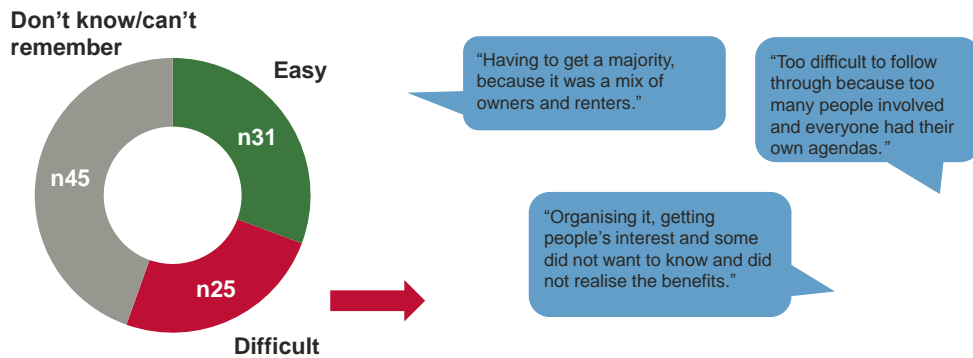 Don’t know/can’t
remember
Easy
n31
n45
n25
Difficult
“Having to get a majority,
because it was a mix of
owners and renters.”
“Too difficult to follow
through because too
many people involved
and everyone had their
own agendas.”
“Organising it, getting
people’s interest and some
did not want to know and did
not realise the benefits.”